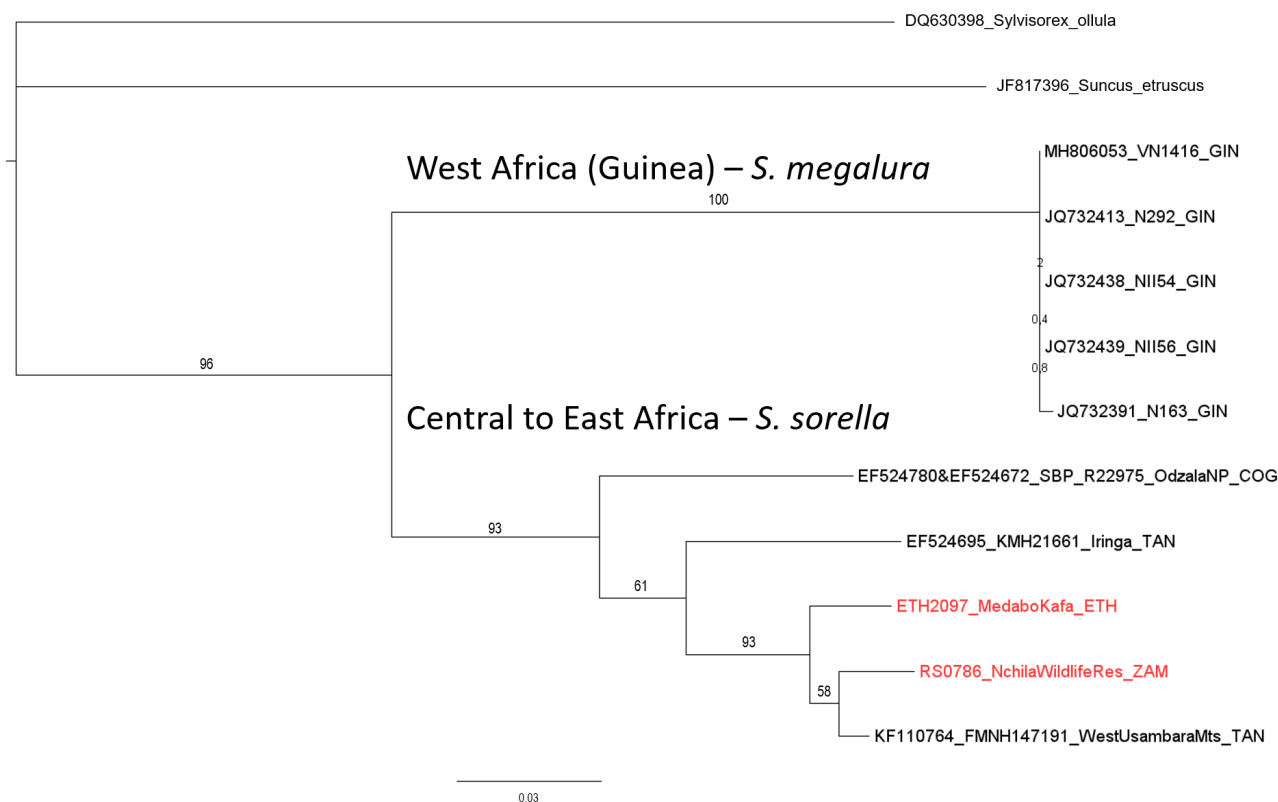 DQ630398_Sylvisorex_ollula
JF817396_Suncus_etruscus
MH806053_VN1416_GIN
West Africa (Guinea) – S. megalura
100
JQ732413_N292_GIN
2
JQ732438_NII54_GIN
0,4
JQ732439_NII56_GIN
0,8
96
JQ732391_N163_GIN
Central to East Africa – S. sorella
EF524780&EF524672_SBP_R22975_OdzalaNP_COG
93
EF524695_KMH21661_Iringa_TAN
61
ETH2097_MedaboKafa_ETH
93
RS0786_NchilaWildlifeRes_ZAM
58
KF110764_FMNH147191_WestUsambaraMts_TAN
0.03